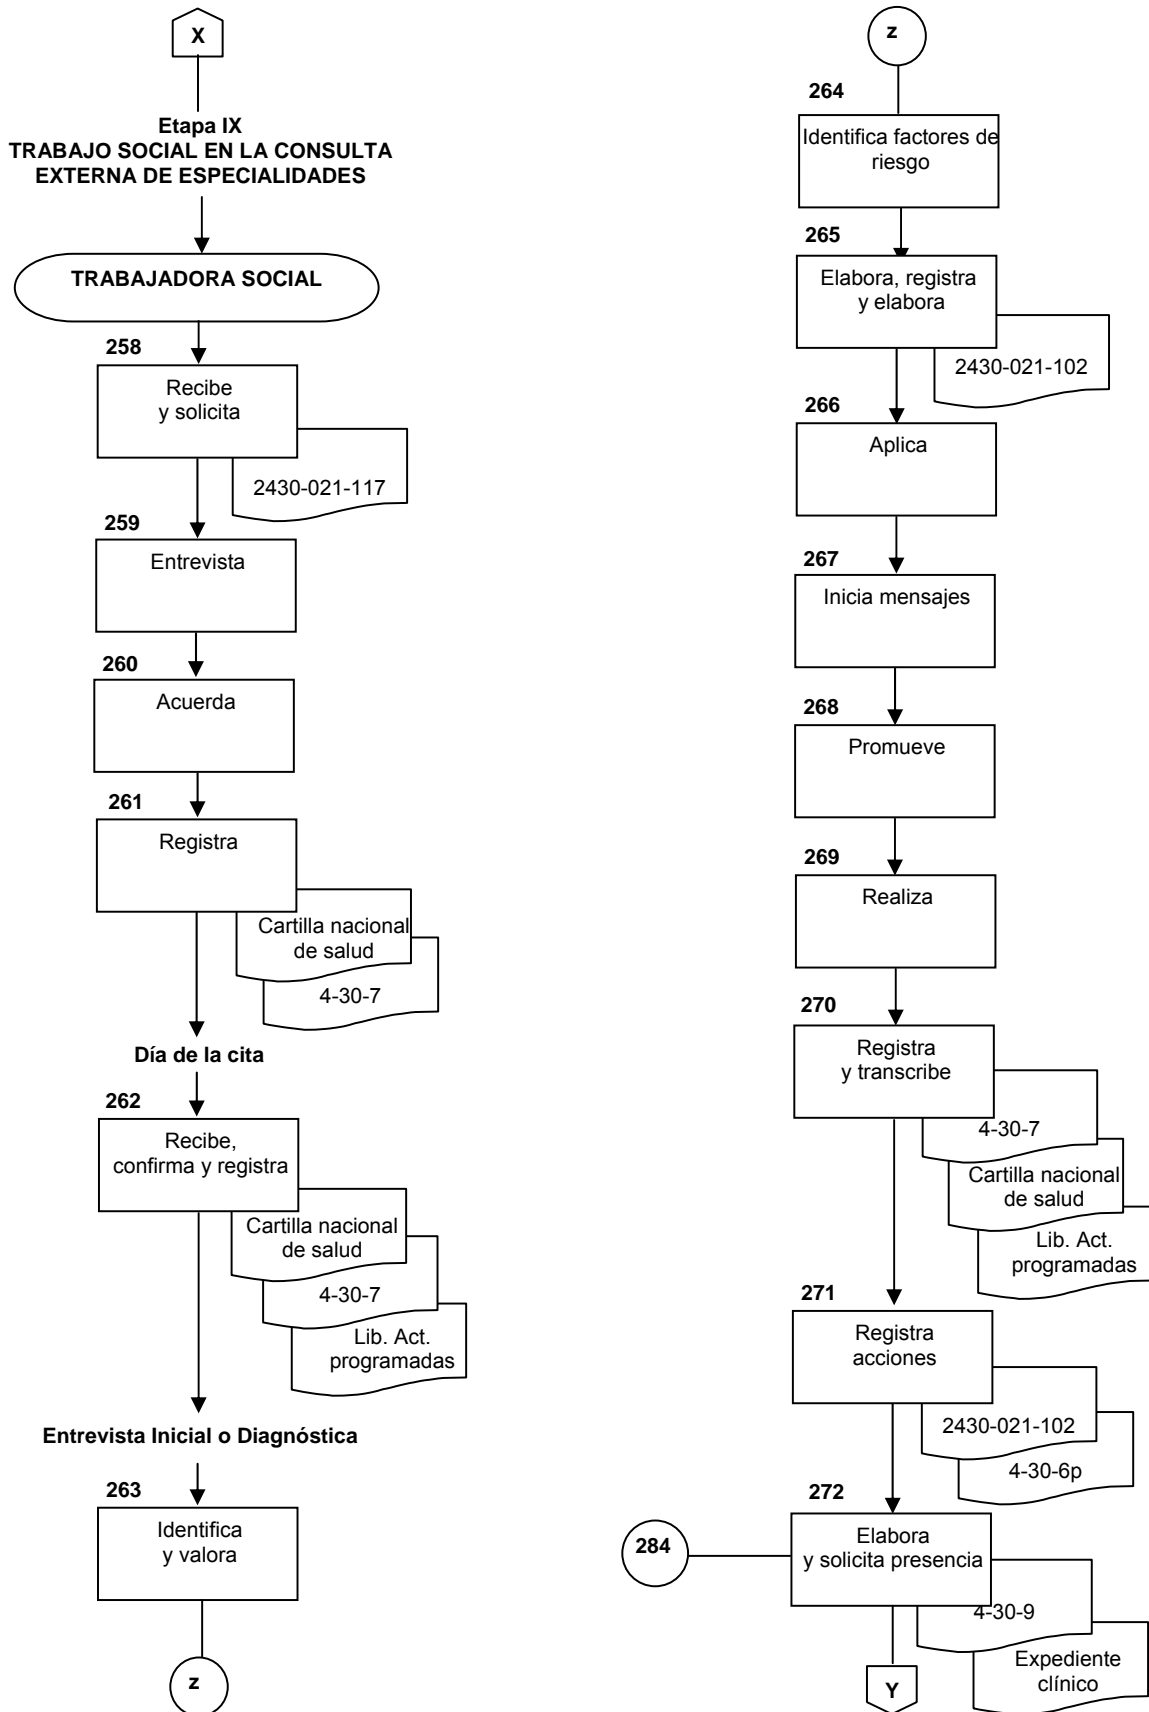 X
Etapa IX
TRABAJO SOCIAL EN LA CONSULTA
EXTERNA DE ESPECIALIDADES
TRABAJADORA SOCIAL
258
Recibe
y solicita
2430-021-117
259
Entrevista
260
Acuerda
261
Registra
Cartilla nacional
de salud
4-30-7
Día de la cita
262
Recibe,
confirma y registra
Cartilla nacional
de salud
4-30-7
Lib. Act.
programadas
Entrevista Inicial o Diagnóstica
263
Identifica
y valora
z
z
264
Identifica factores de
riesgo
265
Elabora, registra
y elabora
2430-021-102
266
Aplica
267
Inicia mensajes
268
Promueve
269
Realiza
270
Registra
y transcribe
4-30-7
Cartilla nacional
de salud
Lib. Act.
programadas
271
Registra
acciones
2430-021-102
4-30-6p
272
284
Elabora
y solicita presencia
4-30-9
Expediente
clínico
Y